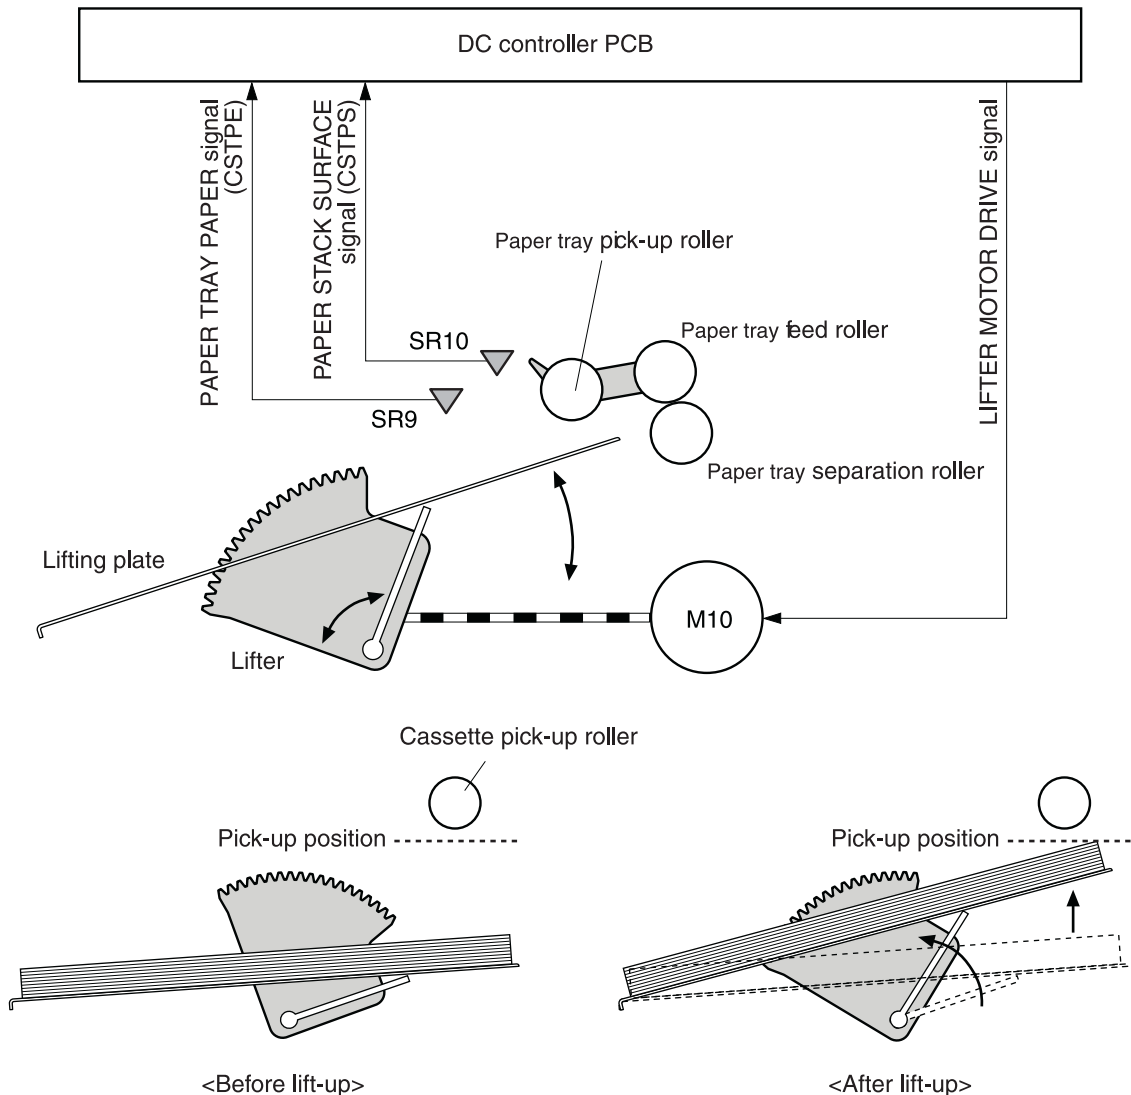 DC controller PCB
PAPER TRAY PAPER signal
(CSTPE)
PAPER STACK SURFACE
signal (CSTPS)
LIFTER MOTOR DRIVE signal
Paper tray pick-up roller
SR10
Paper tray feed roller
SR9
Paper tray separation roller
Lifting plate
M10
Lifter
Cassette pick-up roller
Pick-up position
Pick-up position
<Before lift-up>
<After lift-up>